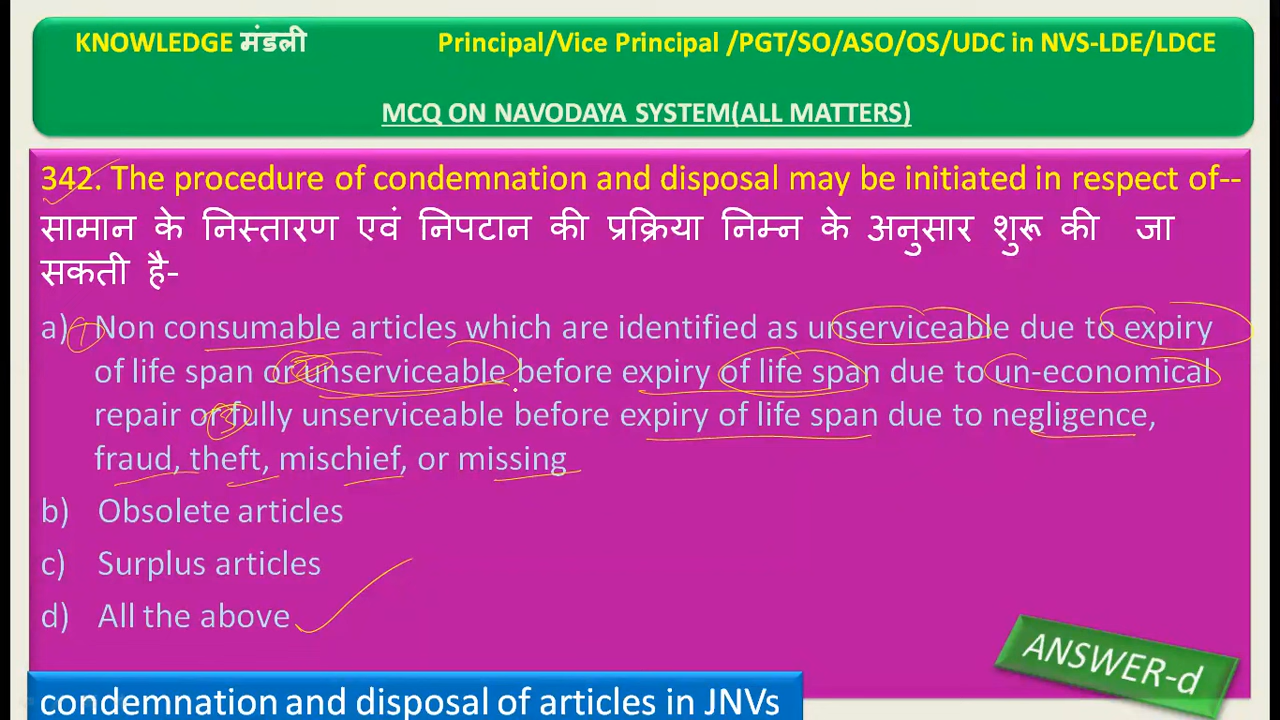 KNOWLEDGE मंडली Principal/Vice Principal /PGT/SO/ASO/OS/UDC in NVS-LDE/LDCE
MCQ ON NAVODAYA SYSTEM(ALL MATTERS)
342. The procedure of condemnation and disposal may be initiated in respect of--
सामान के निस्तारण एवं निपटान की प्रक्रिया निम्न के अनुसार शुरू की जा
सकती है-
a) Non consumable articles which are identified as unserviceable due to expiry
of life span or unserviceable before expiry of life span due to un-economical
repair or fully unserviceable before expiry of life span due to negligence,
fraud, theft, mischief, or missing
b) Obsolete articles
c) Surplus articles
d) All the above
ANSWER-d
condemnation and disposal of articles in JNVs